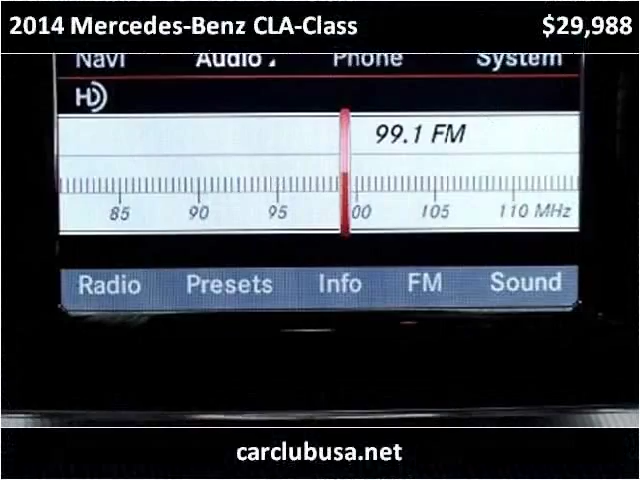 2014 Mercedes-Benz CLA-Class $29,988
Navi Audio Phone System
HD
99.1 FM
85 90 95 00 105 110 MHz
Radio Presets Info FM Sound
carclubusa.net